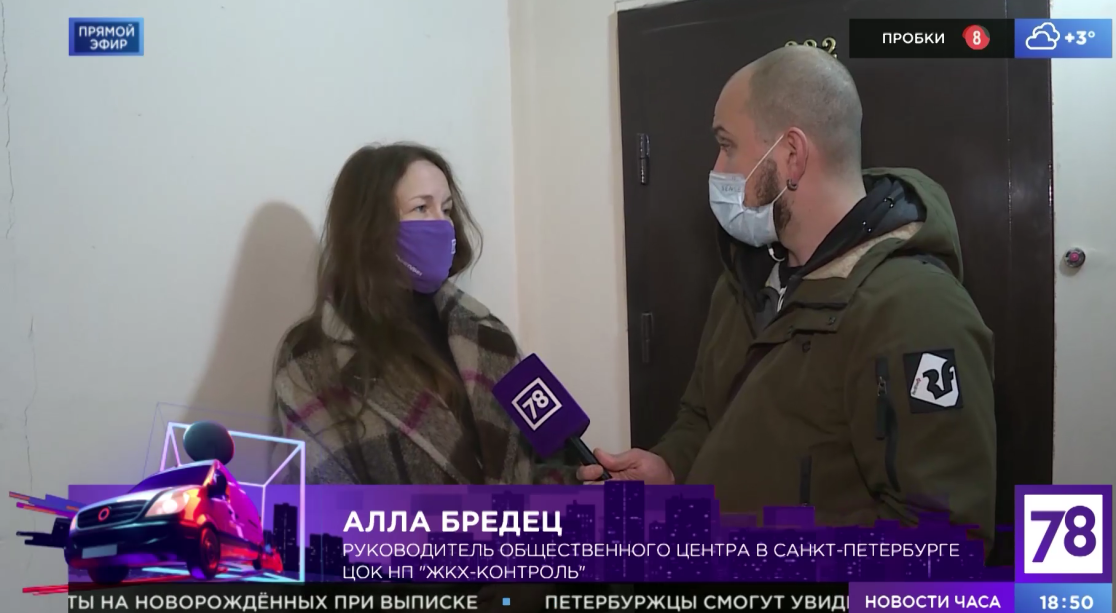 ПРЯМОЙ
ЭФИР
ПРОБКИ 8 +3°
78
АЛЛА БРЕДЕЦ
РУКОВОДИТЕЛЬ ОБЩЕСТВЕННОГО ЦЕНТРА В САНКТ-ПЕТЕРБУРГЕ
ЦОК НП "ЖКХ-КОНТРОЛЬ"
78
ТЫ НА НОВОРОЖДЁННЫХ ПРИ ВЫПИСКЕ ▪ ПЕТЕРБУРЖЦЫ СМОГУТ УВИД
НОВОСТИ ЧАСА 18:50